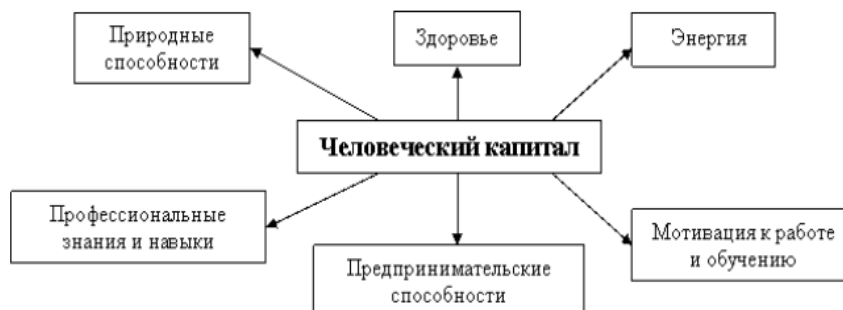 Природные
способности
Здоровье
Энергия
Человеческий капитал
Профессиональные
знания и навыки
Предпринимательские
способности
Мотивация к работе
и обучению